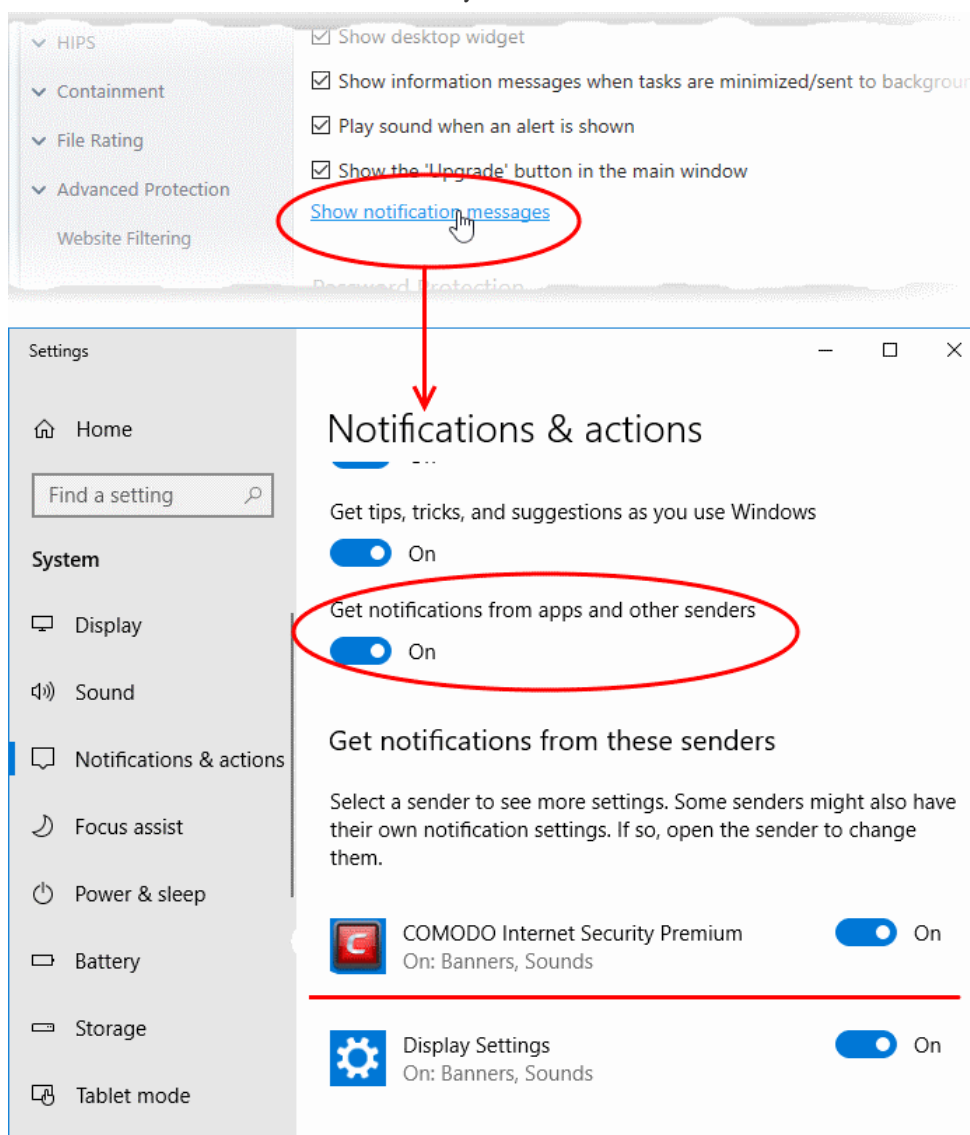 HIPS
Show desktop widget
Containment
Show information messages when tasks are minimized/sent to backgroun
File Rating
Play sound when an alert is shown
Advanced Protection
Show the 'Upgrade' button in the main window
Website Filtering
Show notification messages
Password Protection
Settings
Home
Find a setting
System
Display
Sound
Notifications & actions
Focus assist
Power & sleep
Battery
Storage
Tablet mode
Notifications & actions
Get tips, tricks, and suggestions as you use Windows
On
Get notifications from apps and other senders
On
Get notifications from these senders
Select a sender to see more settings. Some senders might also have
their own notification settings. If so, open the sender to change
them.
COMODO Internet Security Premium
On
On: Banners, Sounds
Display Settings
On
On: Banners, Sounds